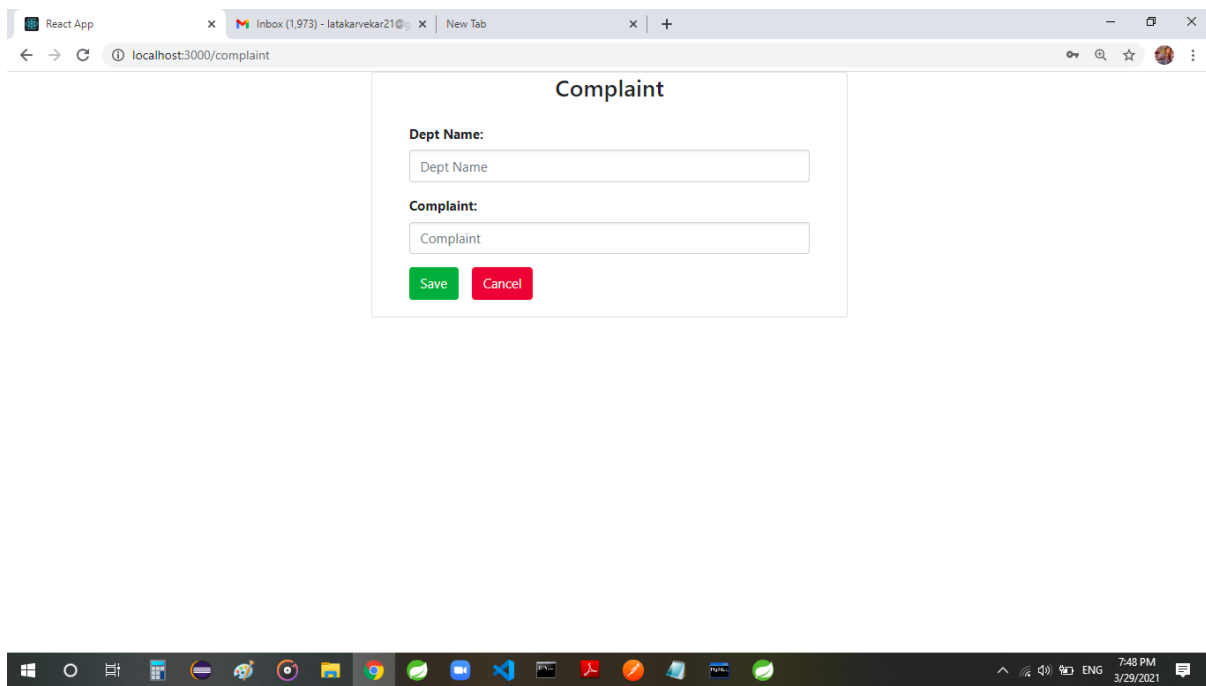 React App
Inbox (1,973) - latakarvekar21@g
New Tab
localhost:3000/complaint
Complaint
Dept Name:
Dept Name
Complaint:
Complaint
Save Cancel
ENG
7:48 PM
3/29/2021